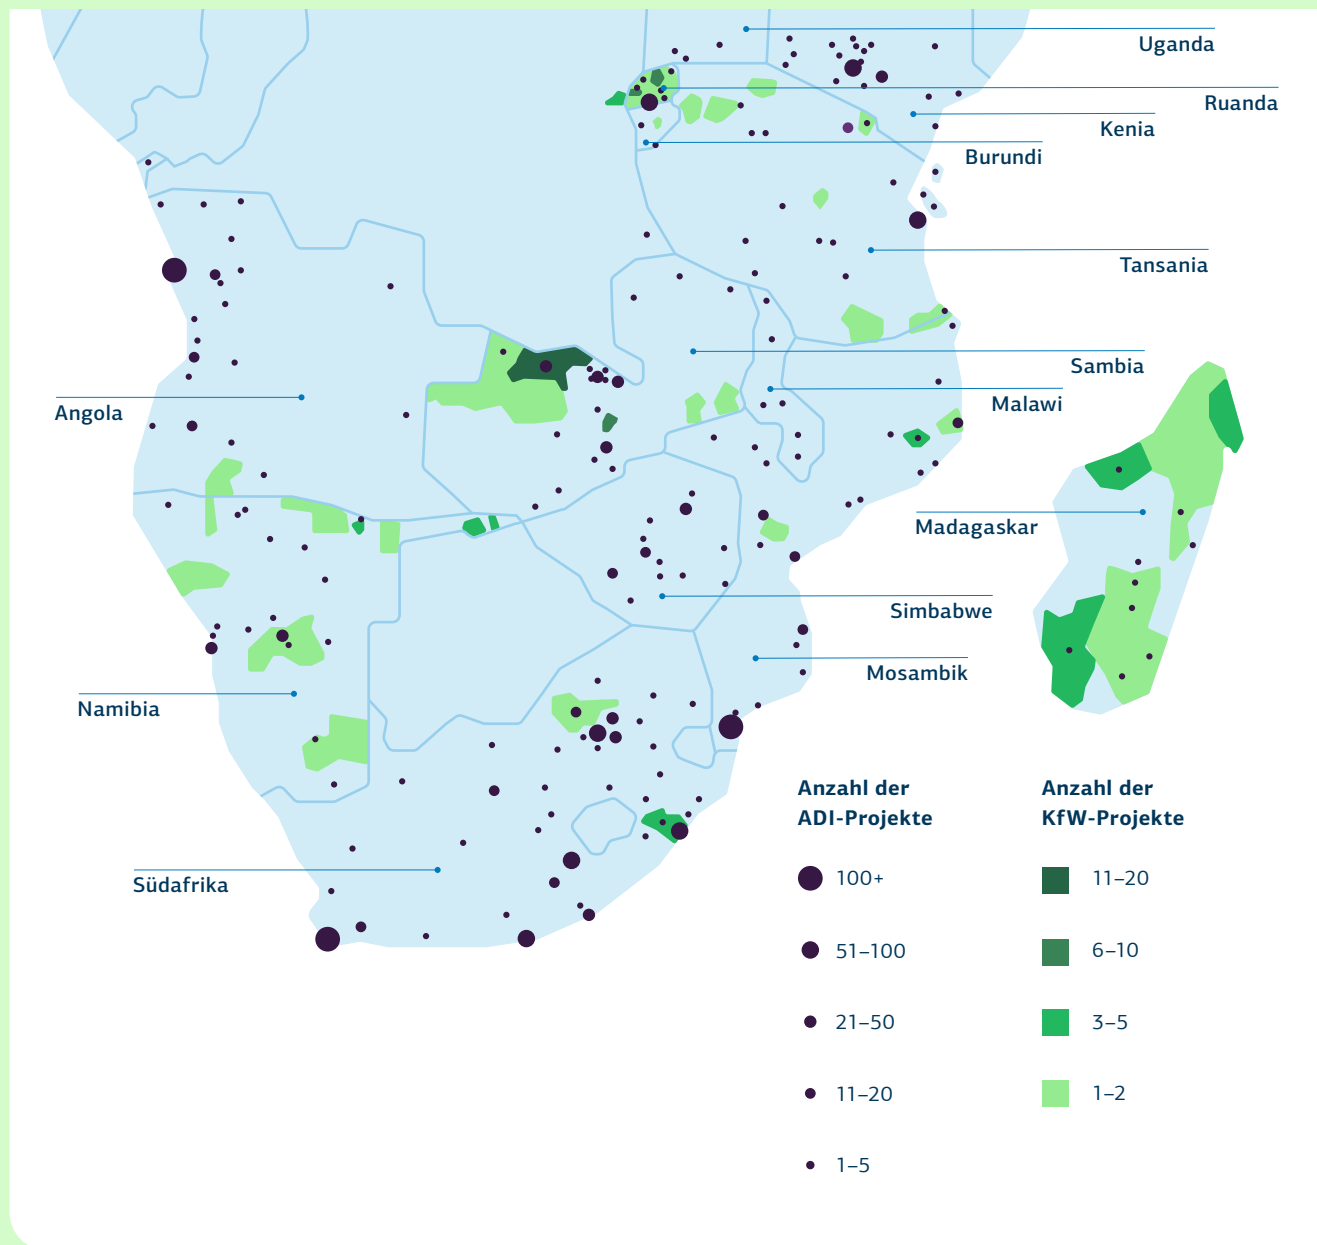 Uganda
Ruanda
Kenia
Burundi
Tansania
Sambia
Malawi
Angola
Madagaskar
Simbabwe
Mosambik
Namibia
Südafrika
Anzahl der
ADI-Projekte
100+
51–100
21–50
11–20
1–5
Anzahl der
KfW-Projekte
11–20
6–10
3–5
1–2